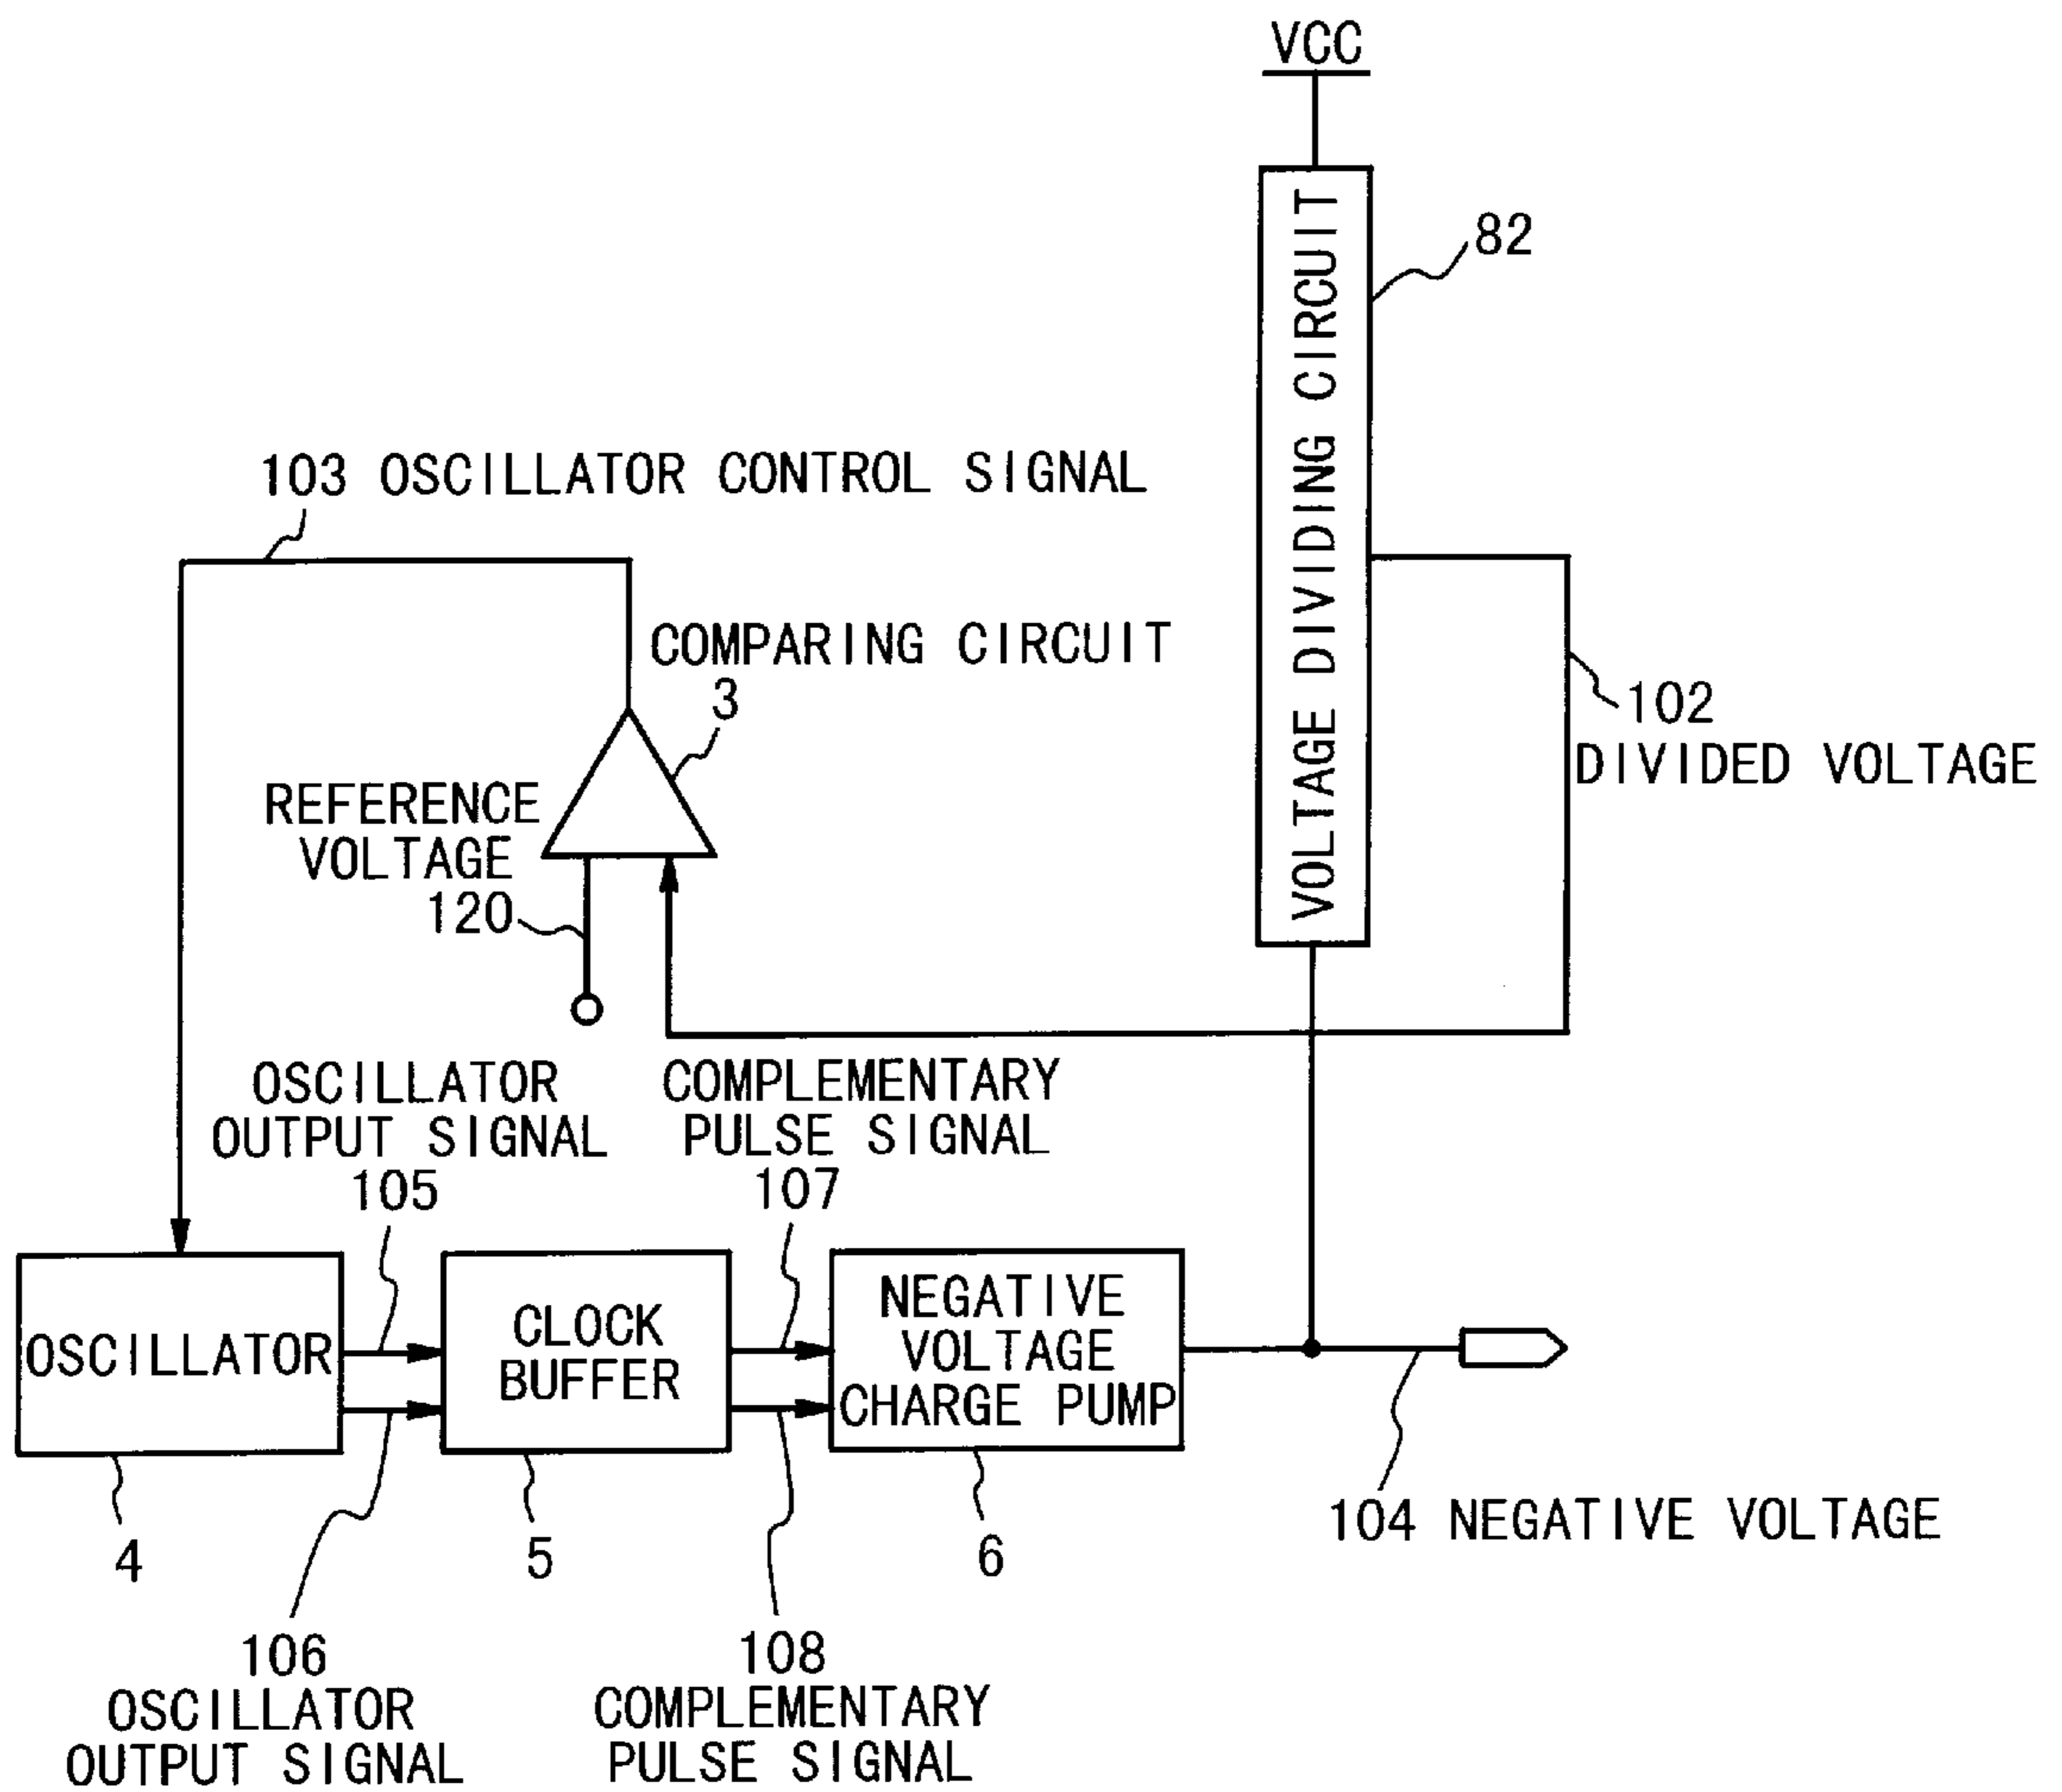 VCC
VOLTAGE DIVIDING CIRCUIT
82
103 OSCILLATOR CONTROL SIGNAL
COMPARING CIRCUIT
3
102
DIVIDED VOLTAGE
REFERENCE
VOLTAGE
120
OSCILLATOR
OUTPUT SIGNAL
105
COMPLEMENTARY
PULSE SIGNAL
107
OSCILLATOR
CLOCK
BUFFER
NEGATIVE
VOLTAGE
CHARGE PUMP
4
5
6
104 NEGATIVE VOLTAGE
106
OSCILLATOR
OUTPUT SIGNAL
108
COMPLEMENTARY
PULSE SIGNAL